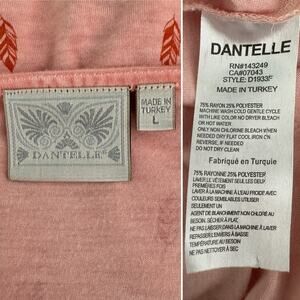 DANTELLE
MADE IN
TURKEY
L
DANTELLE
RN#143249
CA#07043
STYLE: D1933F
MADE IN TURKEY
75% RAYON 25% POLYESTER
MACHINE WASH COLD GENTLE CYCLE
WITH LIKE COLOR NO DRYER BLEACH
OR HOT WATER.
ONLY NON CHLORINE BLEACH WHEN
NEEDED DRY FLAT COOL IRON ºC
REVERSE IF NEEDED
DO NOT DRY CLEAN
Fabriqué en Turquie
75% RAYONNE 25% POLYESTER
LAVER LE VÊTEMENT SEUL LES DELF
PREMIÈRES FOIS
LAVER À LA MACHINE À L'EAU FROIDE AVEC
COULEURS SEMBLABLES UTILISER
SEULEMENT UN
AGENT DE BLANCHIMENT NON CHLORÉ AU
BESOIN. SÉCHER À PLAT.
NE PAS LAISSER DANS LA MACHINE À LAVER
REPASSER L'ENVERS À BASSE
TEMPÉRATURE AU BESOIN
NE PAS NETTOYER À SEC